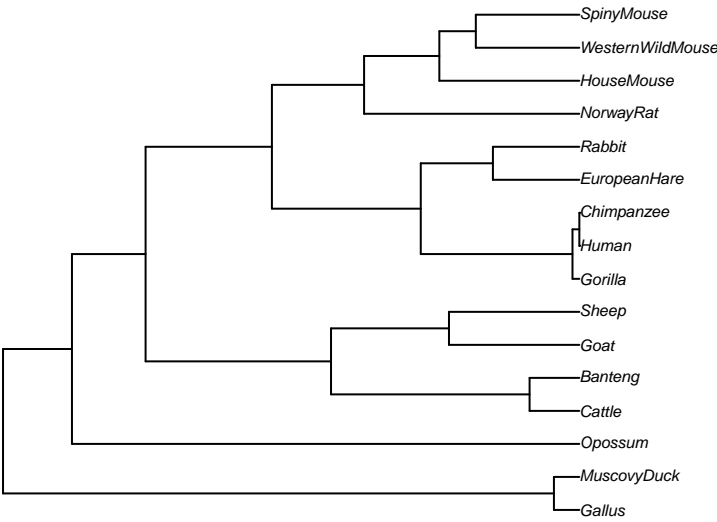 SpinyMouse
WesternWildMouse
HouseMouse
NorwayRat
Rabbit
EuropeanHare
Chimpanzee
Human
Gorilla
Sheep
Goat
Banteng
Cattle
Opossum
MuscovyDuck
Gallus